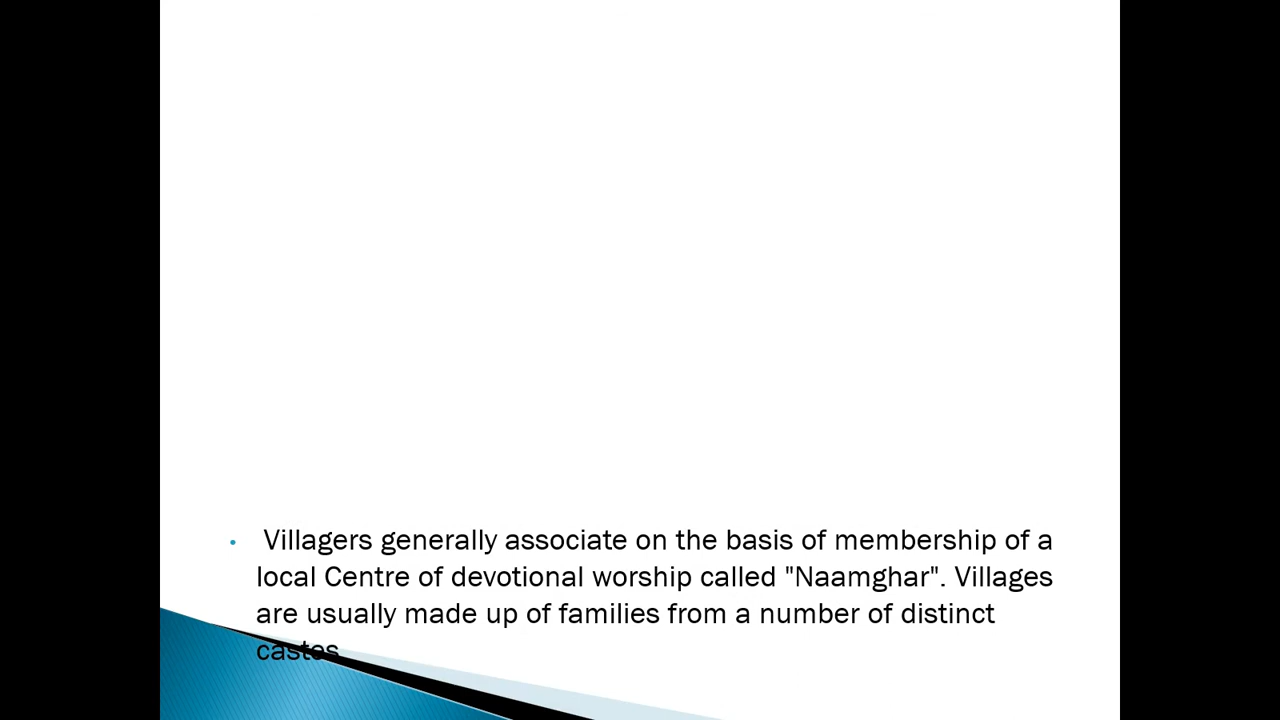 • Villagers generally associate on the basis of membership of a
local Centre of devotional worship called "Naamghar". Villages
are usually made up of families from a number of distinct
castes